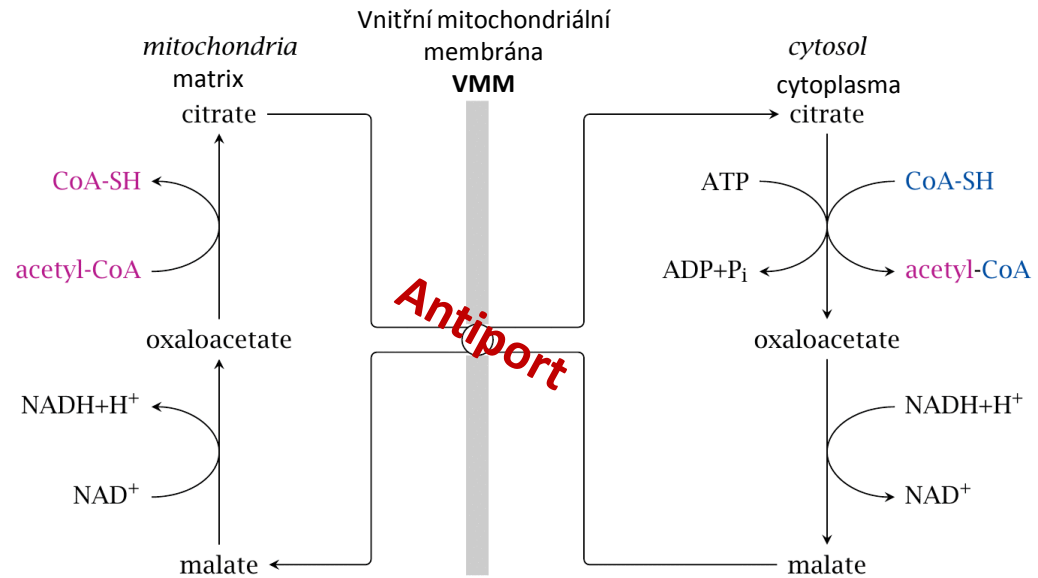 Vnitřní mitochondriální
membrána
VMM
mitochondria
matrix
cytosol
cytoplasma
citrate
citrate
CoA-SH
ATP
CoA-SH
acetyl-CoA
ADP+Pi
acetyl-CoA
Antiport
oxaloacetate
oxaloacetate
NADH+H⁺
NADH+H⁺
NAD⁺
NAD⁺
malate
malate